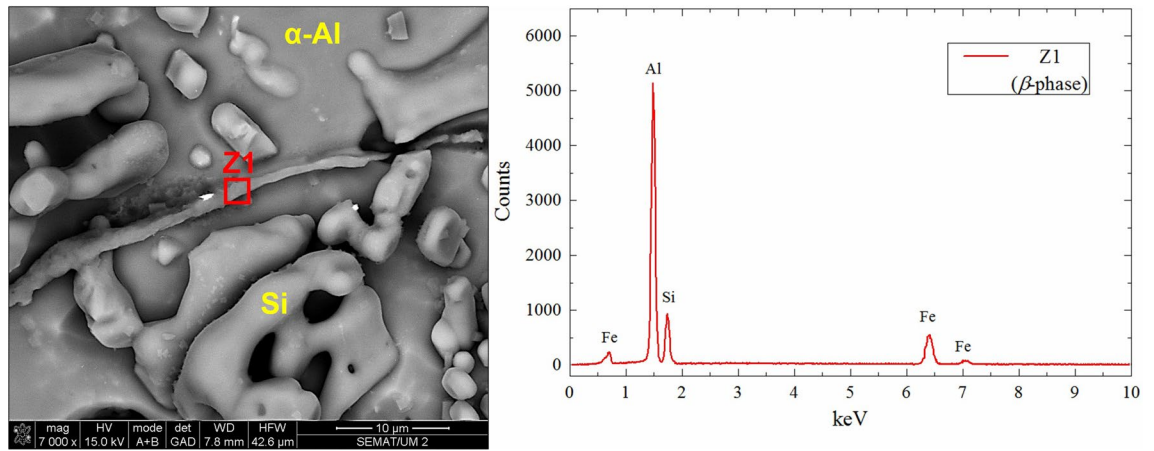 α-Al
Z1
Si
mag HV mode det WD HFW
7 000 x 15.0 kV A+B GAD 7.8 mm 42.6 µm
10 µm
SEMAT/UM 2
6000
5000
4000
3000
2000
1000
0
Counts
Al
Si
Fe
Fe
Fe
Z1
(β-phase)
0 1 2 3 4 5 6 7 8 9 10
keV